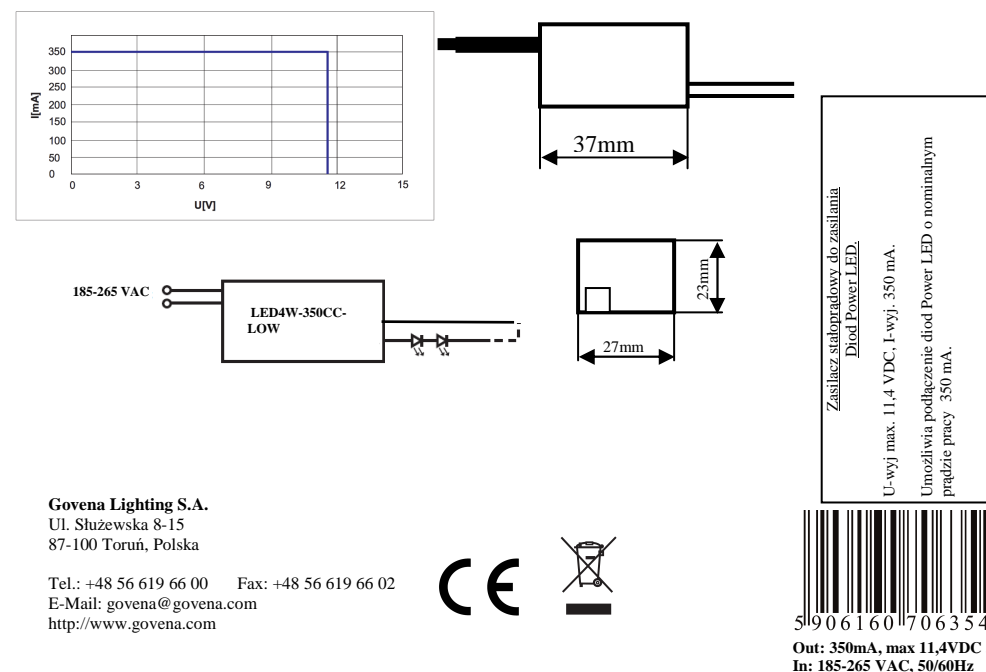 350
300
250
200
150
100
50
0
I[mA]
0 3 6 9 12 15
U[V]
37mm
185-265 VAC
LED4W-350CC-
LOW
23mm
27mm
Zasilacz stałoprądowy do zasilania
Diod Power LED.
U-wyj max. 11,4 VDC, I-wyj. 350 mA.
Umożliwia podłączenie diod Power LED o nominalnym
prądzie pracy 350 mA.
Govena Lighting S.A.
Ul. Służewska 8-15
87-100 Toruń, Polska
Tel.: +48 56 619 66 00 Fax: +48 56 619 66 02
E-Mail: govena@govena.com
http://www.govena.com
CE
5 906160 706354
Out: 350mA, max 11,4VDC
In: 185-265 VAC, 50/60Hz